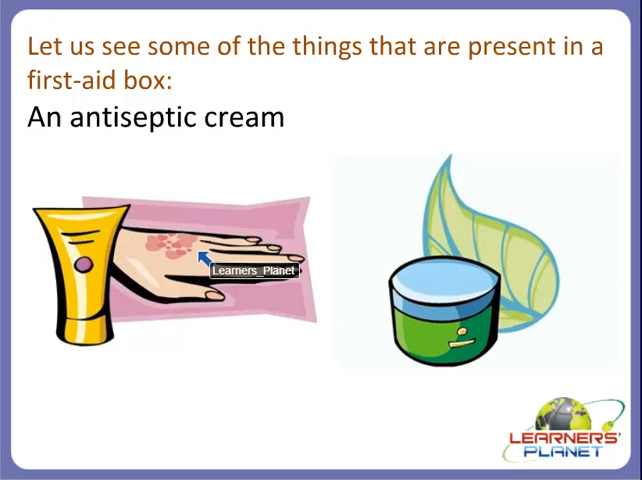 Let us see some of the things that are present in a
first-aid box:
An antiseptic cream
Learners_Planet
LEARNERS'
PLANET